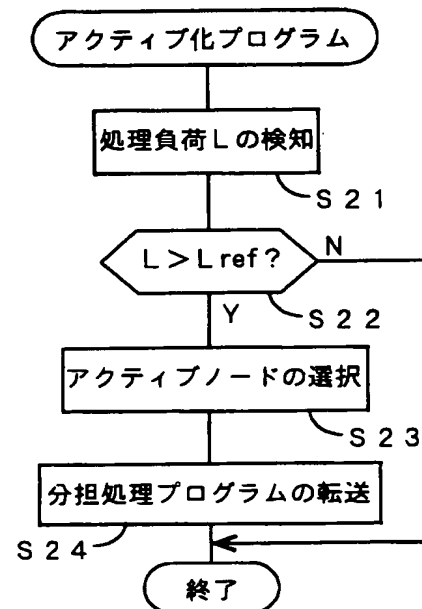 アクティブ化プログラム
処理負荷Lの検知
S21
L>Lref?
N
Y
S22
アクティブノードの選択
S23
分担処理プログラムの転送
S24
終了